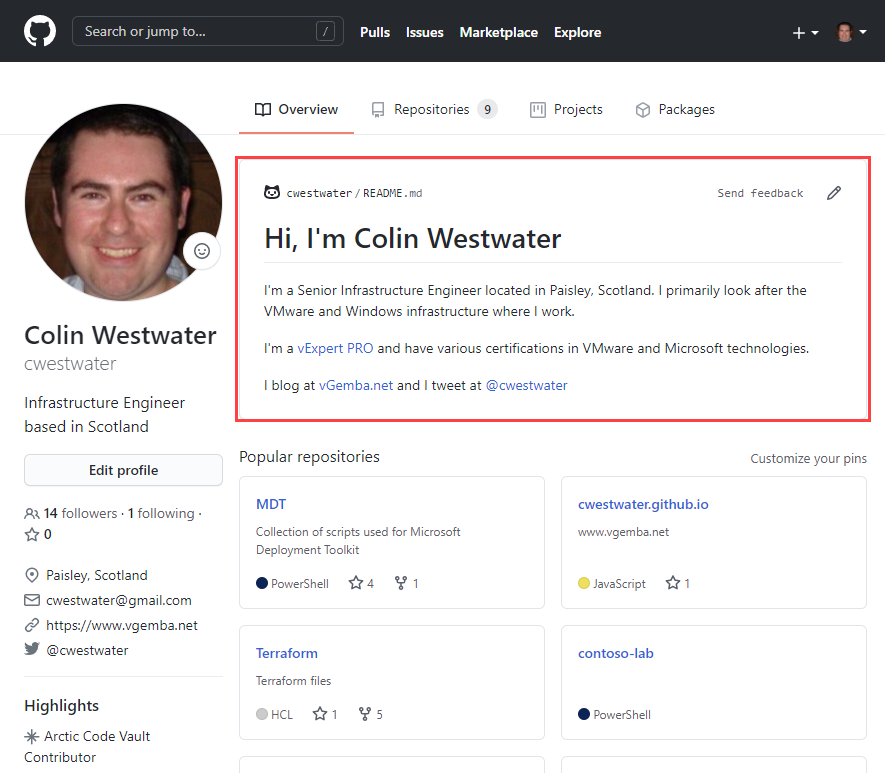 Search or jump to... /
Pulls Issues Marketplace Explore
Overview
Repositories 9
Projects
Packages
cwestwater / README.md
Send feedback
Hi, I'm Colin Westwater
I'm a Senior Infrastructure Engineer located in Paisley, Scotland. I primarily look after the
VMware and Windows infrastructure where I work.
I'm a vExpert PRO and have various certifications in VMware and Microsoft technologies.
I blog at vGemba.net and I tweet at @cwestwater
Colin Westwater
cwestwater
Infrastructure Engineer
based in Scotland
Edit profile
14 followers · 1 following ·
0
Paisley, Scotland
cwestwater@gmail.com
https://www.vgemba.net
@cwestwater
Highlights
Arctic Code Vault
Contributor
Popular repositories
Customize your pins
MDT
Collection of scripts used for Microsoft
Deployment Toolkit
PowerShell 4 1
cwestwater.github.io
www.vgemba.net
JavaScript 1
Terraform
Terraform files
HCL 1 5
contoso-lab
PowerShell